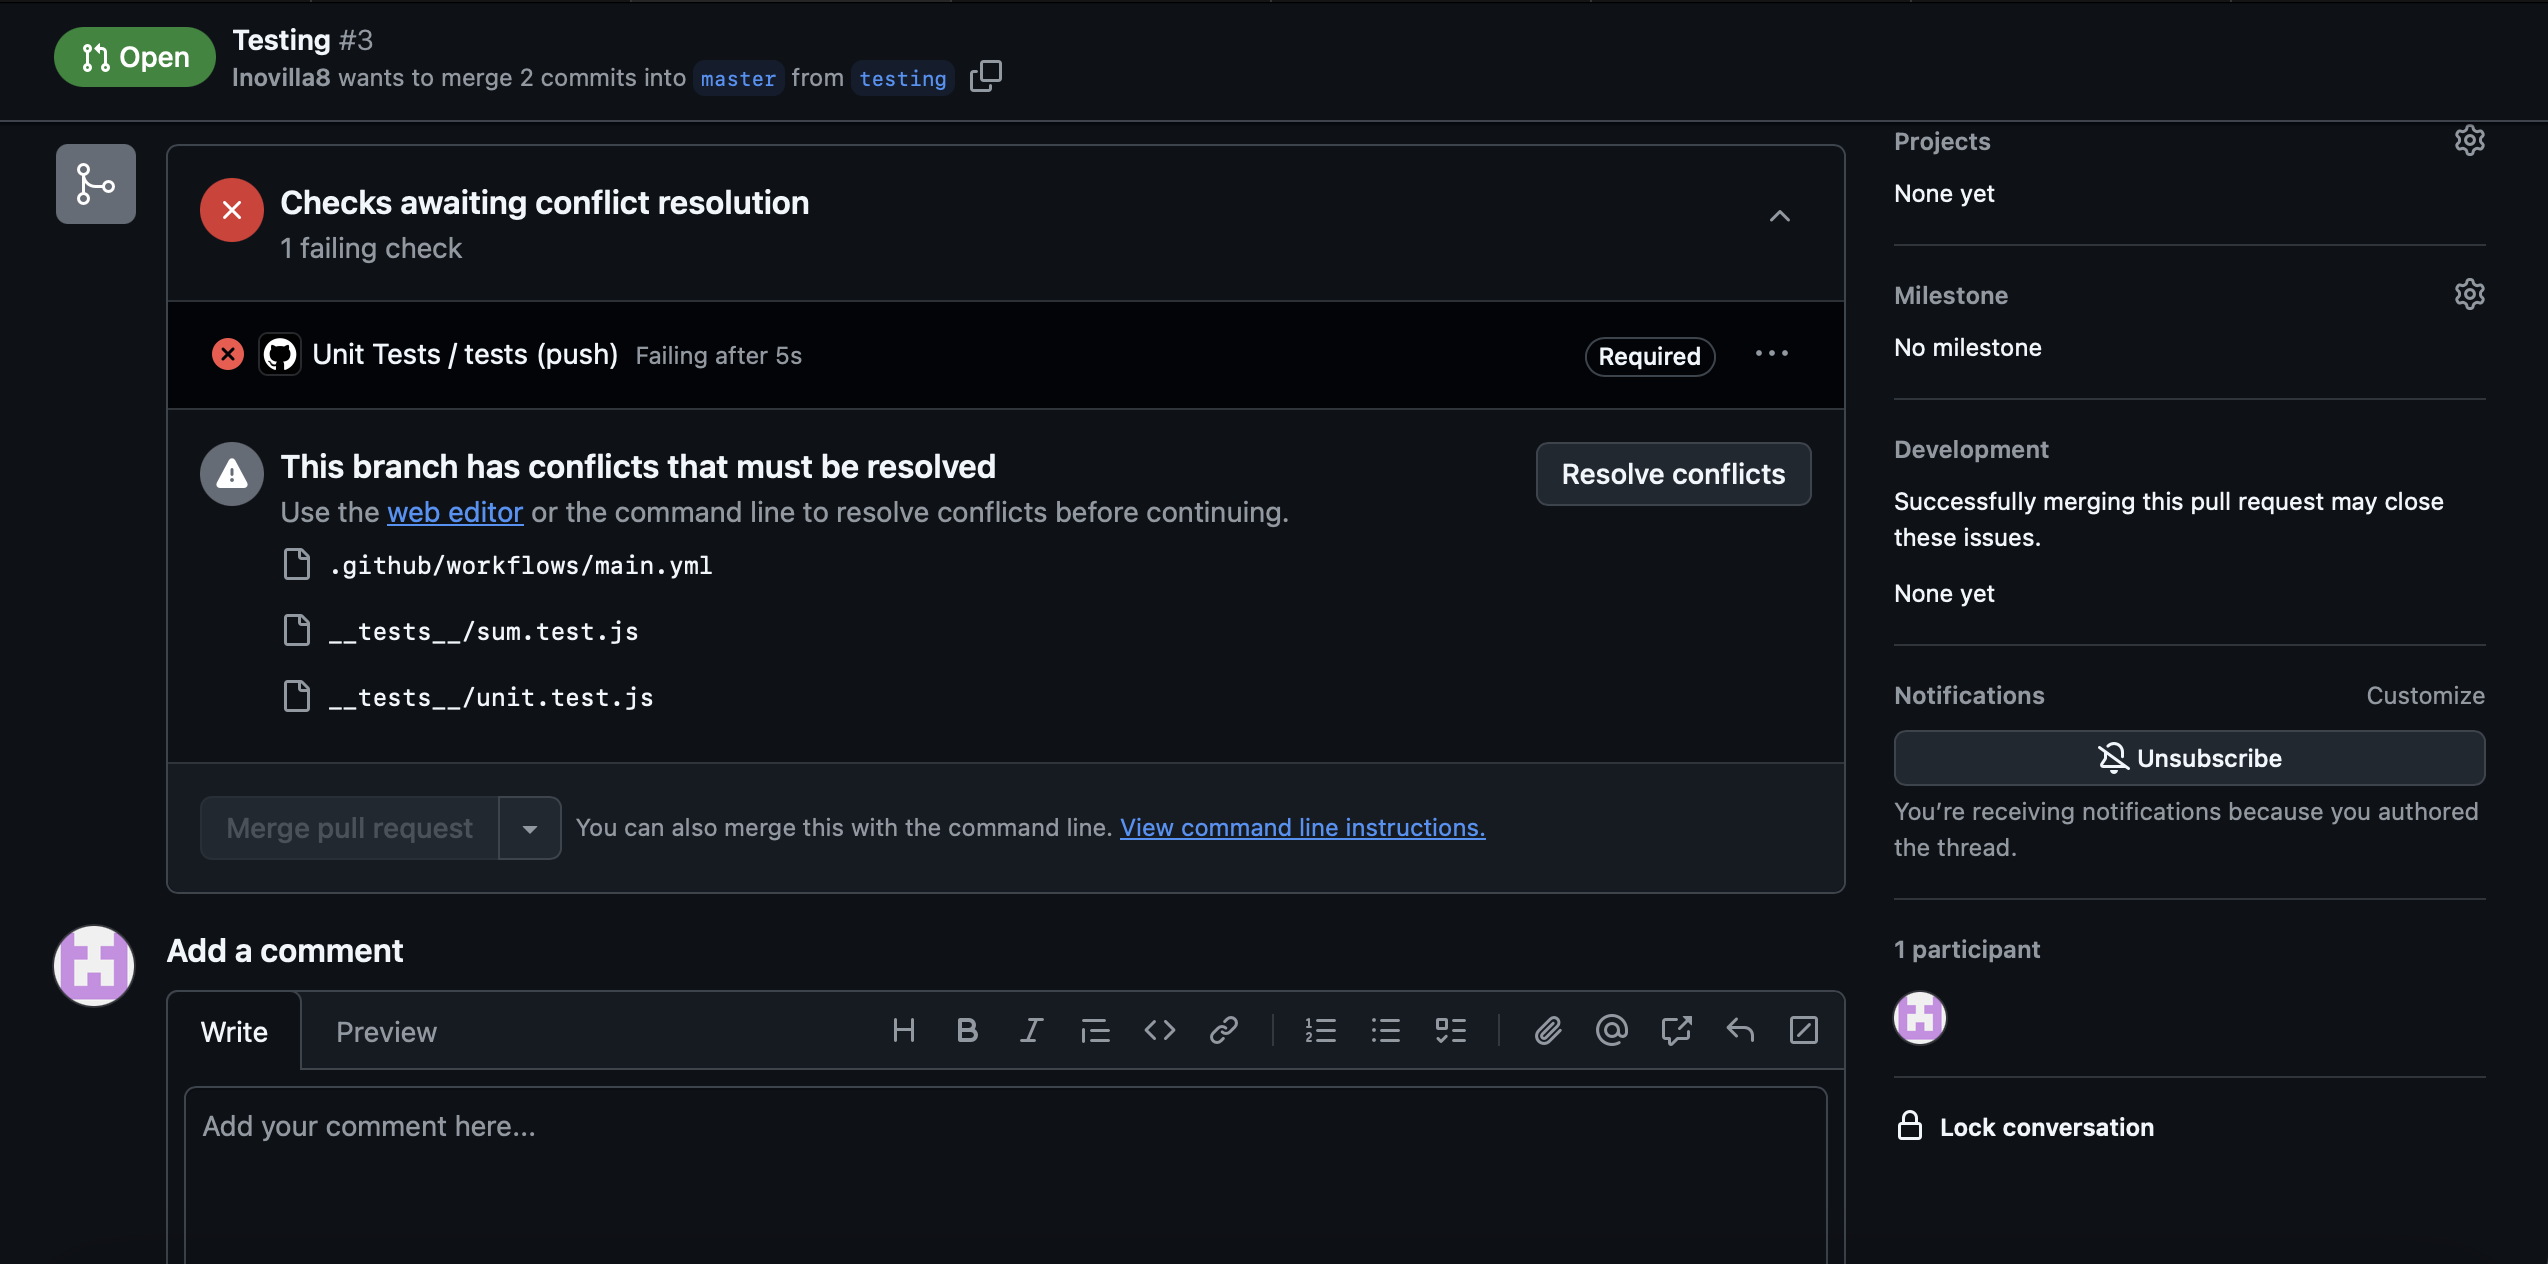 Open
Testing #3
lnovilla8 wants to merge 2 commits into master from testing
Checks awaiting conflict resolution
1 failing check
Unit Tests / tests (push) Failing after 5s
Required
This branch has conflicts that must be resolved
Use the web editor or the command line to resolve conflicts before continuing.
Resolve conflicts
.github/workflows/main.yml
__tests__/sum.test.js
__tests__/unit.test.js
Merge pull request
You can also merge this with the command line. View command line instructions.
Add a comment
Write
Preview
Add your comment here...
Projects
None yet
Milestone
No milestone
Development
Successfully merging this pull request may close
these issues.
None yet
Notifications
Customize
Unsubscribe
You’re receiving notifications because you authored
the thread.
1 participant
Lock conversation